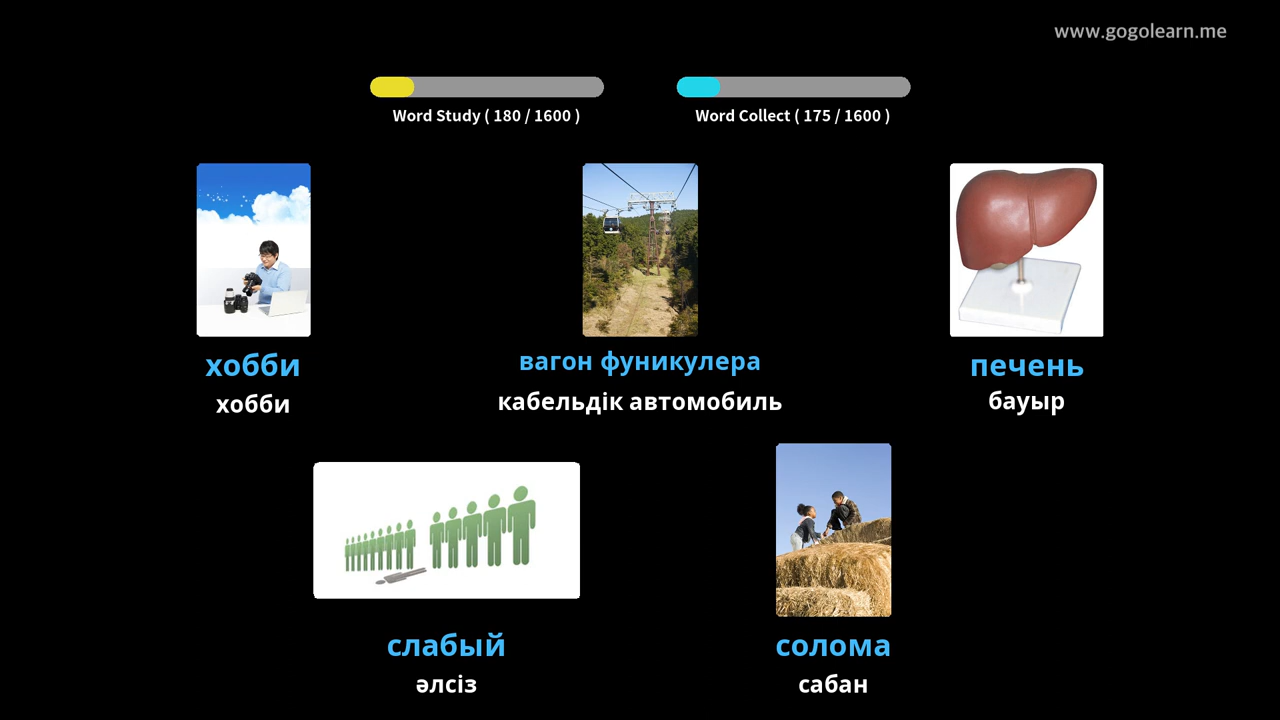 www.gogolearn.me
Word Study ( 180 / 1600 )
Word Collect ( 175 / 1600 )
хобби
хобби
вагон фуникулера
кабельдік автомобиль
печень
бауыр
слабый
әлсіз
солома
сабан